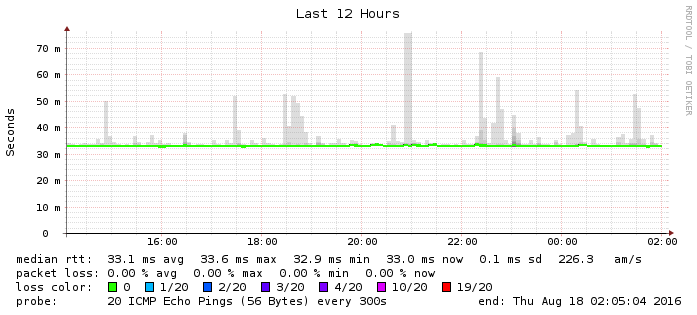 Last 12 Hours
RRDTOOL / TOBI OETIKER
Seconds
70 m
60 m
50 m
40 m
30 m
20 m
10 m
0
16:00 18:00 20:00 22:00 00:00 02:00
median rtt: 33.1 ms avg 33.6 ms max 32.9 ms min 33.0 ms now 0.1 ms sd 226.3 am/s
packet loss: 0.00 % avg 0.00 % max 0.00 % min 0.00 % now
loss color: 0 1/20 2/20 3/20 4/20 10/20 19/20
probe: 20 ICMP Echo Pings (56 Bytes) every 300s end: Thu Aug 18 02:05:04 2016